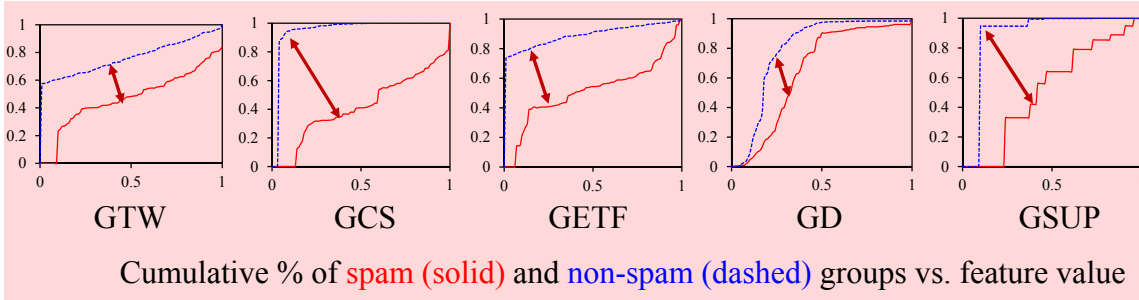 1 1 1 1 1
0.8 0.8 0.8 0.8 0.8
0.6 0.6 0.6 0.6 0.6
0.4 0.4 0.4 0.4 0.4
0.2 0.2 0.2 0.2 0.2
0 0 0 0 0
0 0.5 1 0 0.5 1 0 0.5 1 0 0.5 1 0 0.5
GTW GCS GETF GD GSUP
Cumulative % of spam (solid) and non-spam (dashed) groups vs. feature value